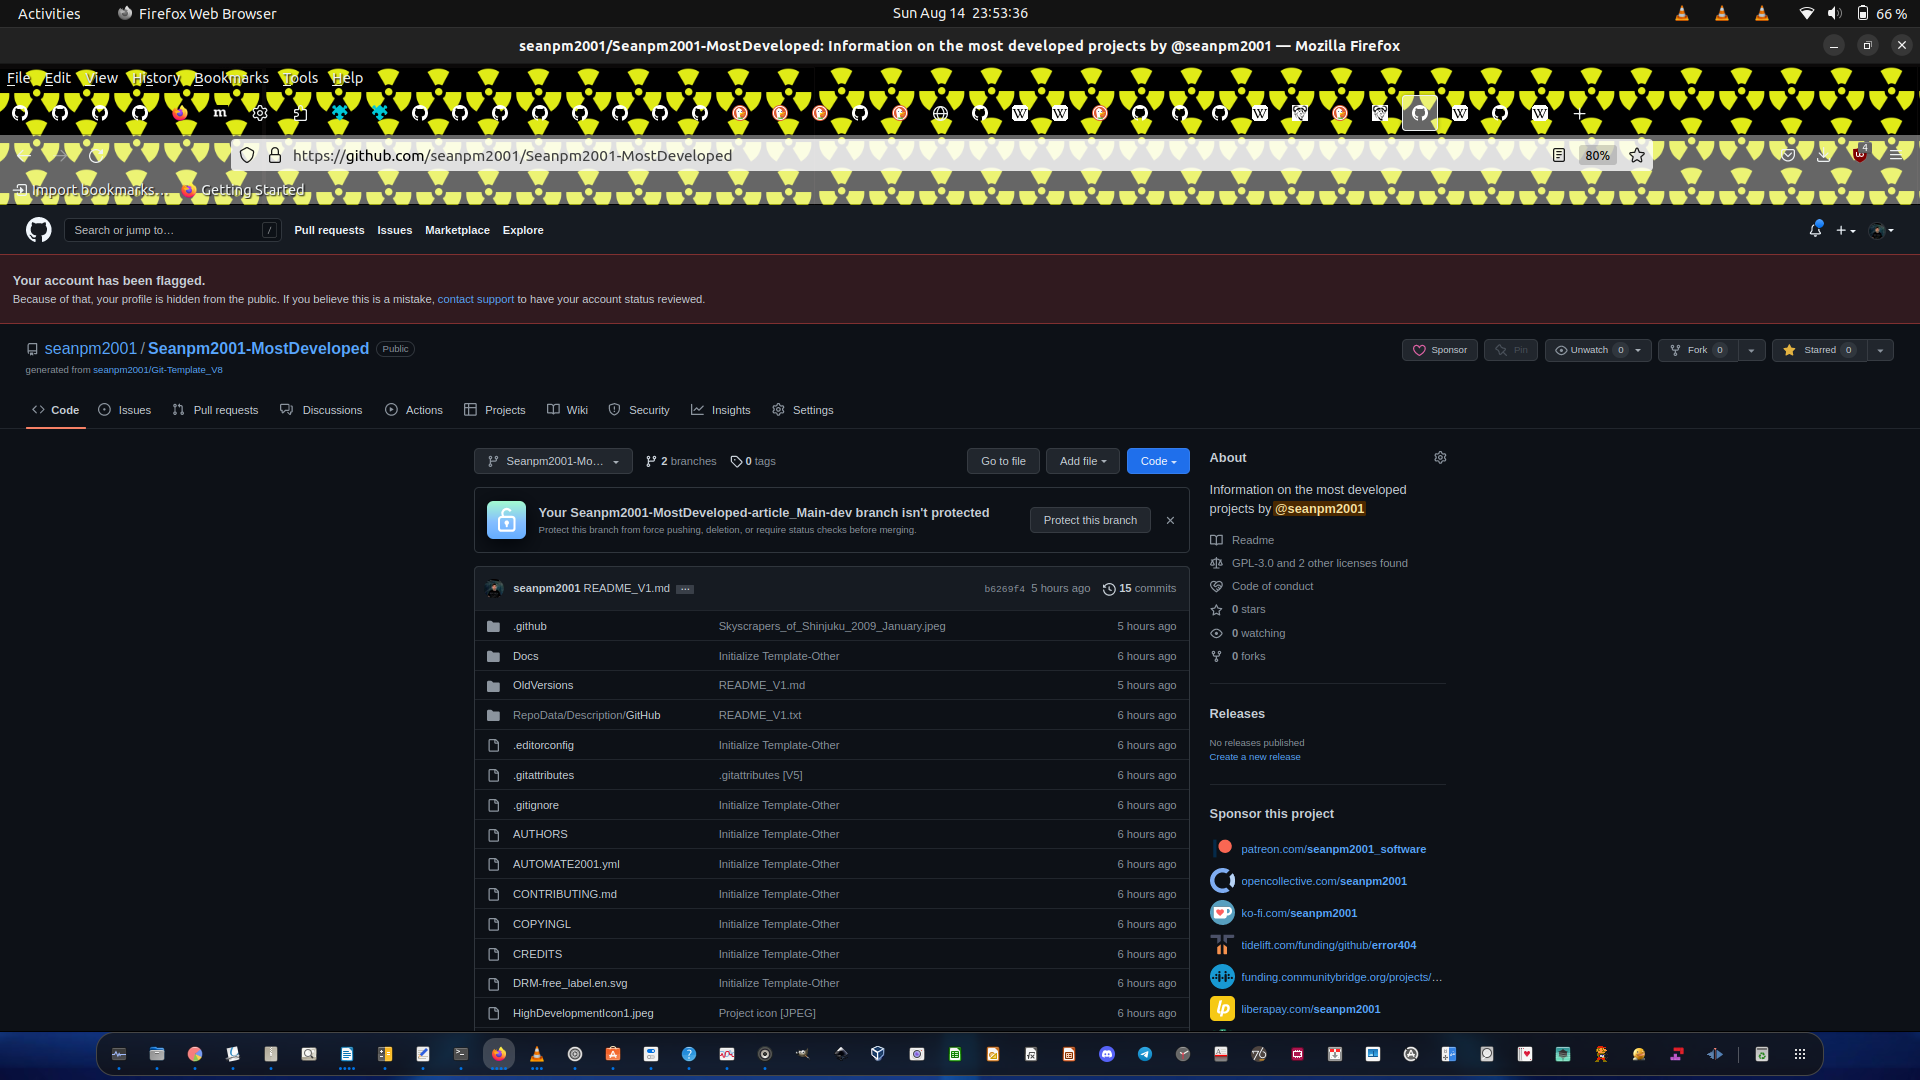 Activities
Firefox Web Browser
Sun Aug 14 23:53:36
66 %
seanpm2001/Seanpm2001-MostDeveloped: Information on the most developed projects by @seanpm2001 — Mozilla Firefox
File Edit View History Bookmarks Tools Help
https://github.com/seanpm2001/Seanpm2001-MostDeveloped
80%
4
Import bookmarks… Getting Started
Search or jump to…
/
Pull requests Issues Marketplace Explore
Your account has been flagged.
Because of that, your profile is hidden from the public. If you believe this is a mistake, contact support to have your account status reviewed.
seanpm2001 / Seanpm2001-MostDeveloped Public
generated from seanpm2001/Git-Template_V8
Sponsor Pin Unwatch 0 Fork 0 Starred 0
Code Issues Pull requests Discussions Actions Projects Wiki Security Insights Settings
Seanpm2001-Mo… 2 branches 0 tags
Go to file Add file Code
Your Seanpm2001-MostDeveloped-article_Main-dev branch isn't protected
Protect this branch from force pushing, deletion, or require status checks before merging.
Protect this branch
seanpm2001 README_V1.md … b6269f4 5 hours ago 15 commits
.github Skyscrapers_of_Shinjuku_2009_January.jpeg 5 hours ago
Docs Initialize Template-Other 6 hours ago
OldVersions README_V1.md 5 hours ago
RepoData/Description/GitHub README_V1.txt 6 hours ago
.editorconfig Initialize Template-Other 6 hours ago
.gitattributes .gitattributes [V5] 6 hours ago
.gitignore Initialize Template-Other 6 hours ago
AUTHORS Initialize Template-Other 6 hours ago
AUTOMATE2001.yml Initialize Template-Other 6 hours ago
CONTRIBUTING.md Initialize Template-Other 6 hours ago
COPYINGL Initialize Template-Other 6 hours ago
CREDITS Initialize Template-Other 6 hours ago
DRM-free_label.en.svg Initialize Template-Other 6 hours ago
HighDevelopmentIcon1.jpeg Project icon [JPEG] 6 hours ago
About
Information on the most developed
projects by @seanpm2001
Readme
GPL-3.0 and 2 other licenses found
Code of conduct
0 stars
0 watching
0 forks
Releases
No releases published
Create a new release
Sponsor this project
patreon.com/seanpm2001_software
opencollective.com/seanpm2001
ko-fi.com/seanpm2001
tidelift.com/funding/github/error404
funding.communitybridge.org/projects/…
liberapay.com/seanpm2001